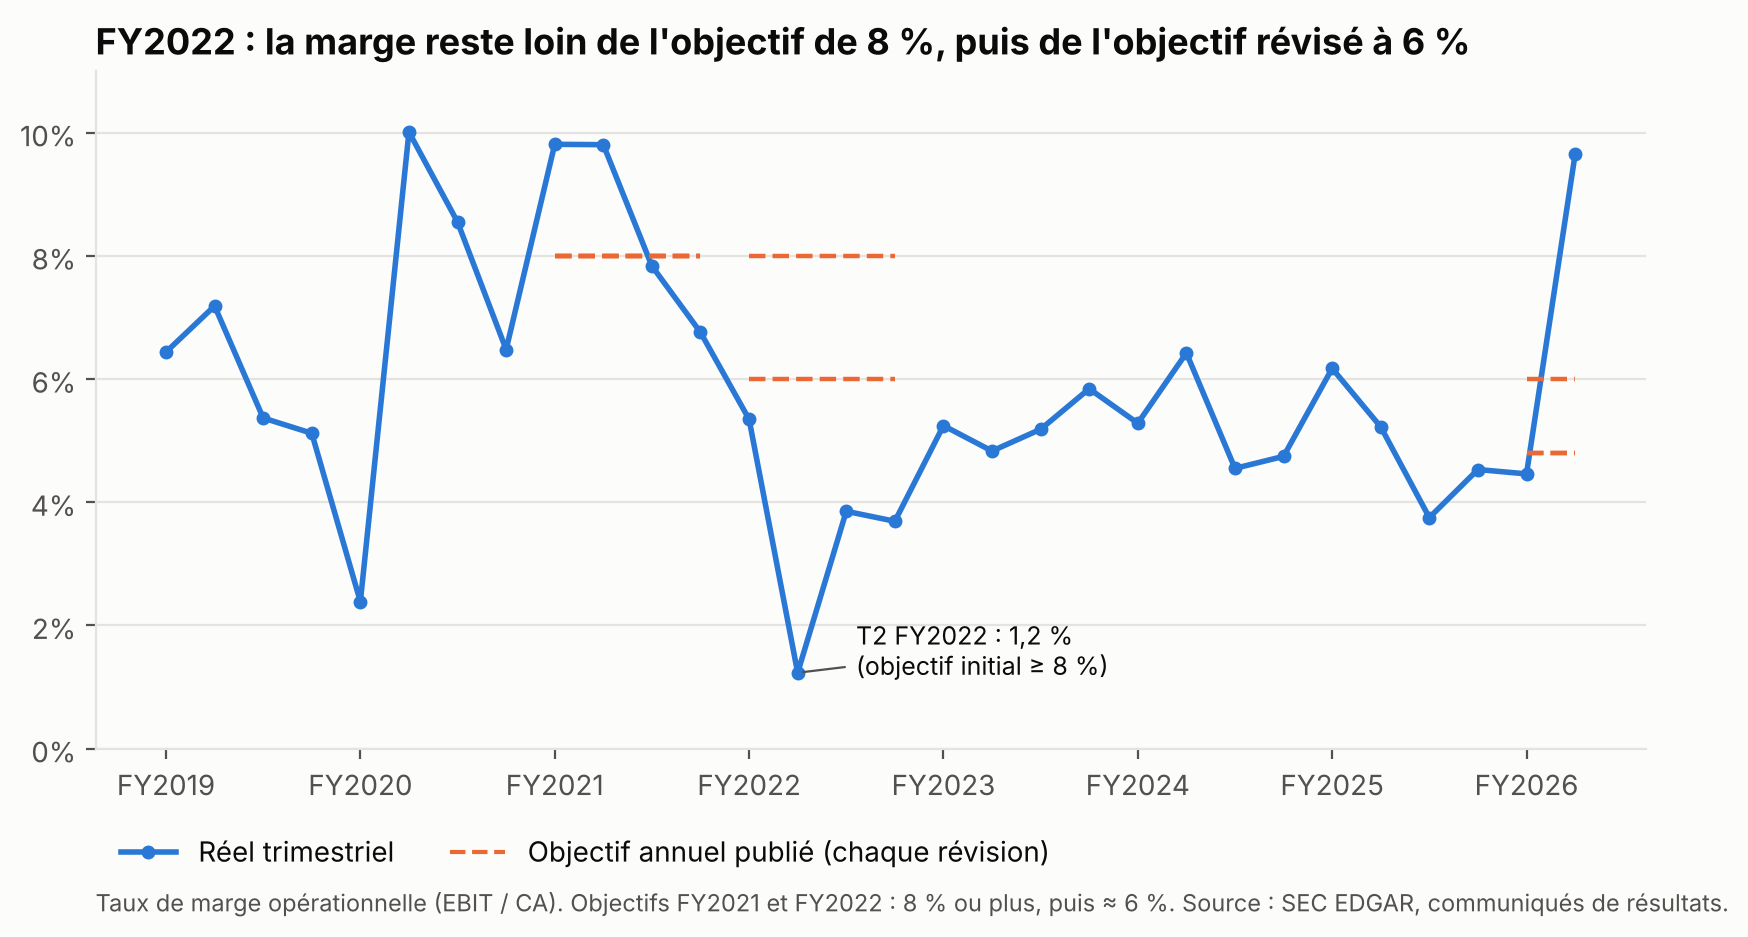 FY2022 : la marge reste loin de l'objectif de 8 %, puis de l'objectif révisé à 6 %
10%
8%
6%
4%
2%
0%
T2 FY2022 : 1,2 %
(objectif initial ≥ 8 %)
FY2019 FY2020 FY2021 FY2022 FY2023 FY2024 FY2025 FY2026
Réel trimestriel Objectif annuel publié (chaque révision)
Taux de marge opérationnelle (EBIT / CA). Objectifs FY2021 et FY2022 : 8 % ou plus, puis ≈ 6 %. Source : SEC EDGAR, communiqués de résultats.